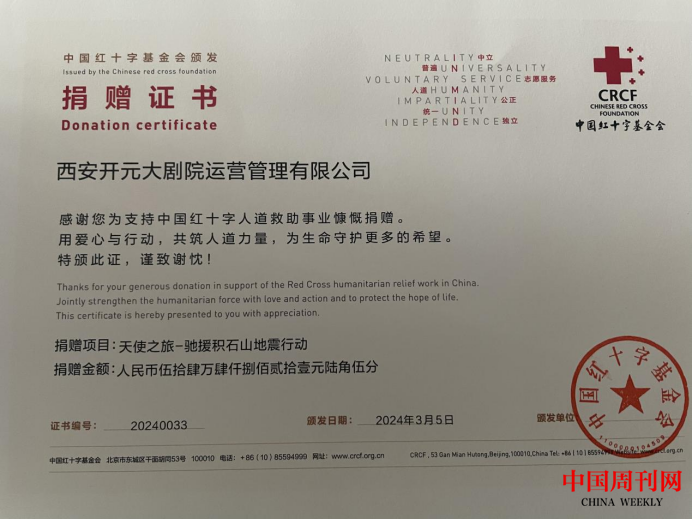 中国红十字基金会颁发
Issued by the Chinese red cross foundation
捐赠证书
Donation certificate
NEUTRALITY中立
普遍UNIVERSALITY
VOLUNTARY SERVICE志愿服务
人道HUMANITY
IMPARTIALITY公正
统一UNITY
INDEPENDENCE独立
CRCF
CHINESE RED CROSS
FOUNDATION
中国红十字基金会
西安开元大剧院运营管理有限公司
感谢您为支持中国红十字人道救助事业慷慨捐赠。
用爱心与行动，共筑人道力量，为生命守护更多的希望。
特颁此证，谨致谢忱！
Thanks for your generous donation in support of the Red Cross humanitarian relief work in China.
Jointly strengthen the humanitarian force with love and action and to protect the hope of life.
This certificate is hereby presented to you with appreciation.
捐赠项目：天使之旅-驰援积石山地震行动
捐赠金额：人民币伍拾肆万肆仟捌佰贰拾壹元陆角伍分
证书编号： 20240033 颁发日期： 2024年3月5日 颁发单位
中国红十字基金会
1100000104809
中国红十字基金会 北京市东城区干面胡同53号 100010 电话：+86（10）85594999 网址：www.crcf.org.cn
CRCF , 53 Gan Mian Hutong,Beijing,100010,China Tel:+86 (10) 85594999 Website:www.crcf.org.cn
中国周刊网
CHINA WEEKLY